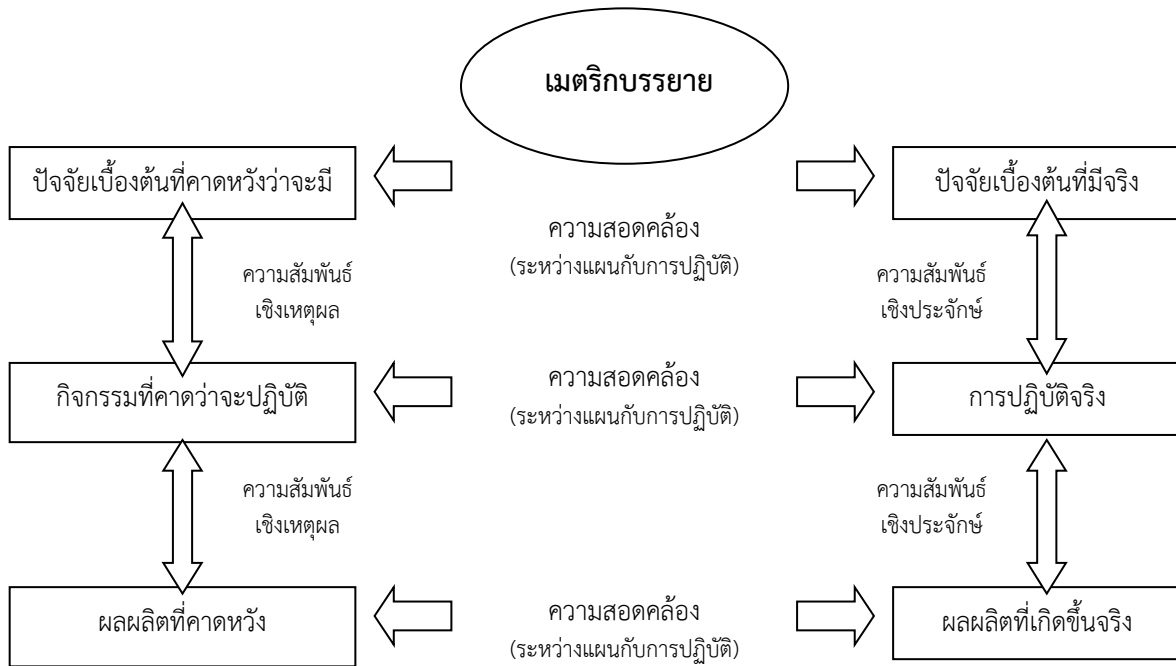 เมตริกบรรยาย
ปัจจัยเบื้องต้นที่คาดหวังว่าจะมี
ปัจจัยเบื้องต้นที่มีจริง
ความสอดคล้อง
(ระหว่างแผนกับการปฏิบัติ)
ความสัมพันธ์
เชิงเหตุผล
ความสัมพันธ์
เชิงประจักษ์
กิจกรรมที่คาดว่าจะปฏิบัติ
ความสอดคล้อง
(ระหว่างแผนกับการปฏิบัติ)
การปฏิบัติจริง
ความสัมพันธ์
เชิงเหตุผล
ความสัมพันธ์
เชิงประจักษ์
ผลผลิตที่คาดหวัง
ความสอดคล้อง
(ระหว่างแผนกับการปฏิบัติ)
ผลผลิตที่เกิดขึ้นจริง